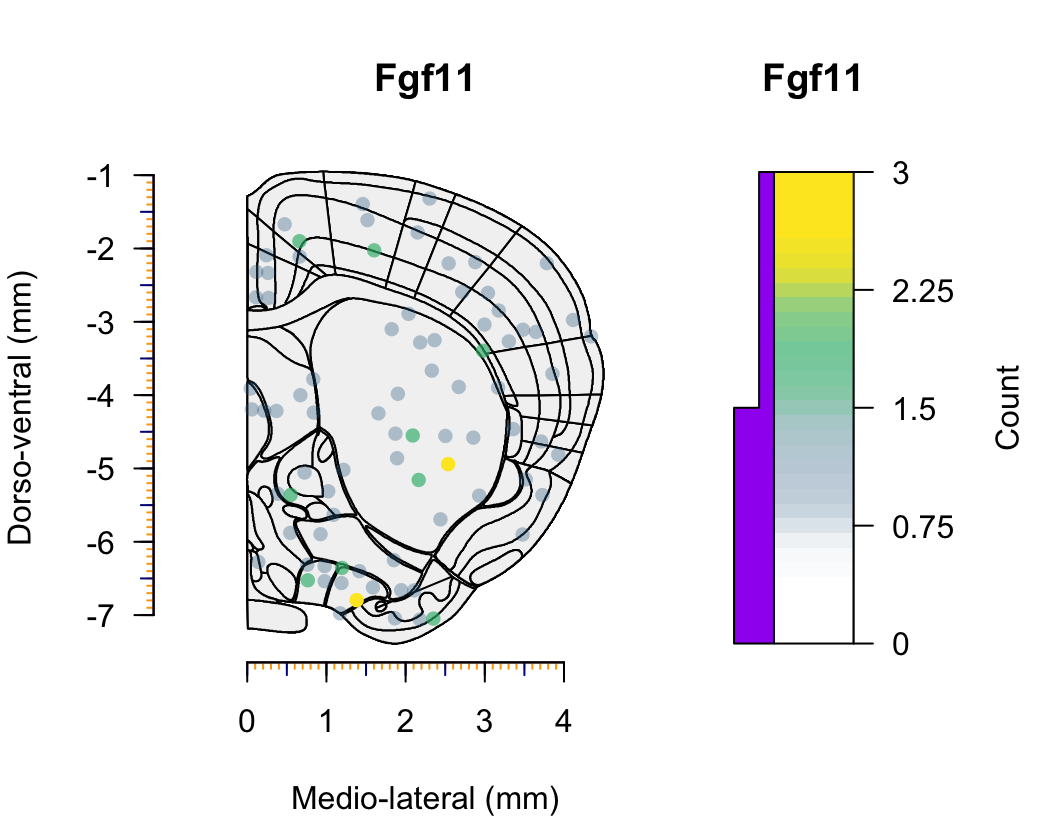 Fgf11
Fgf11
Dorso-ventral (mm)
-1
-2
-3
-4
-5
-6
-7
0 1 2 3 4
Medio-lateral (mm)
3
2.25
1.5
0.75
0
Count